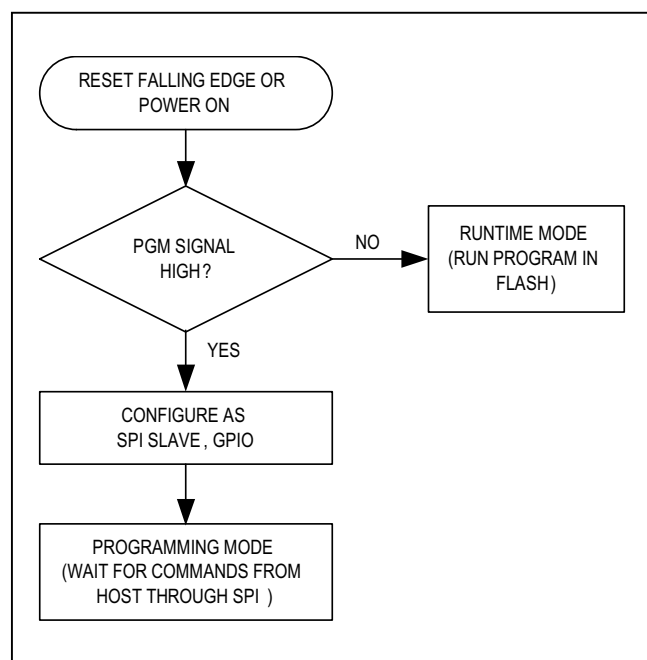 RESET FALLING EDGE OR
POWER ON
PGM SIGNAL
HIGH?
NO
RUNTIME MODE
(RUN PROGRAM IN
FLASH)
YES
CONFIGURE AS
SPI SLAVE, GPIO
PROGRAMMING MODE
(WAIT FOR COMMANDS FROM
HOST THROUGH SPI )